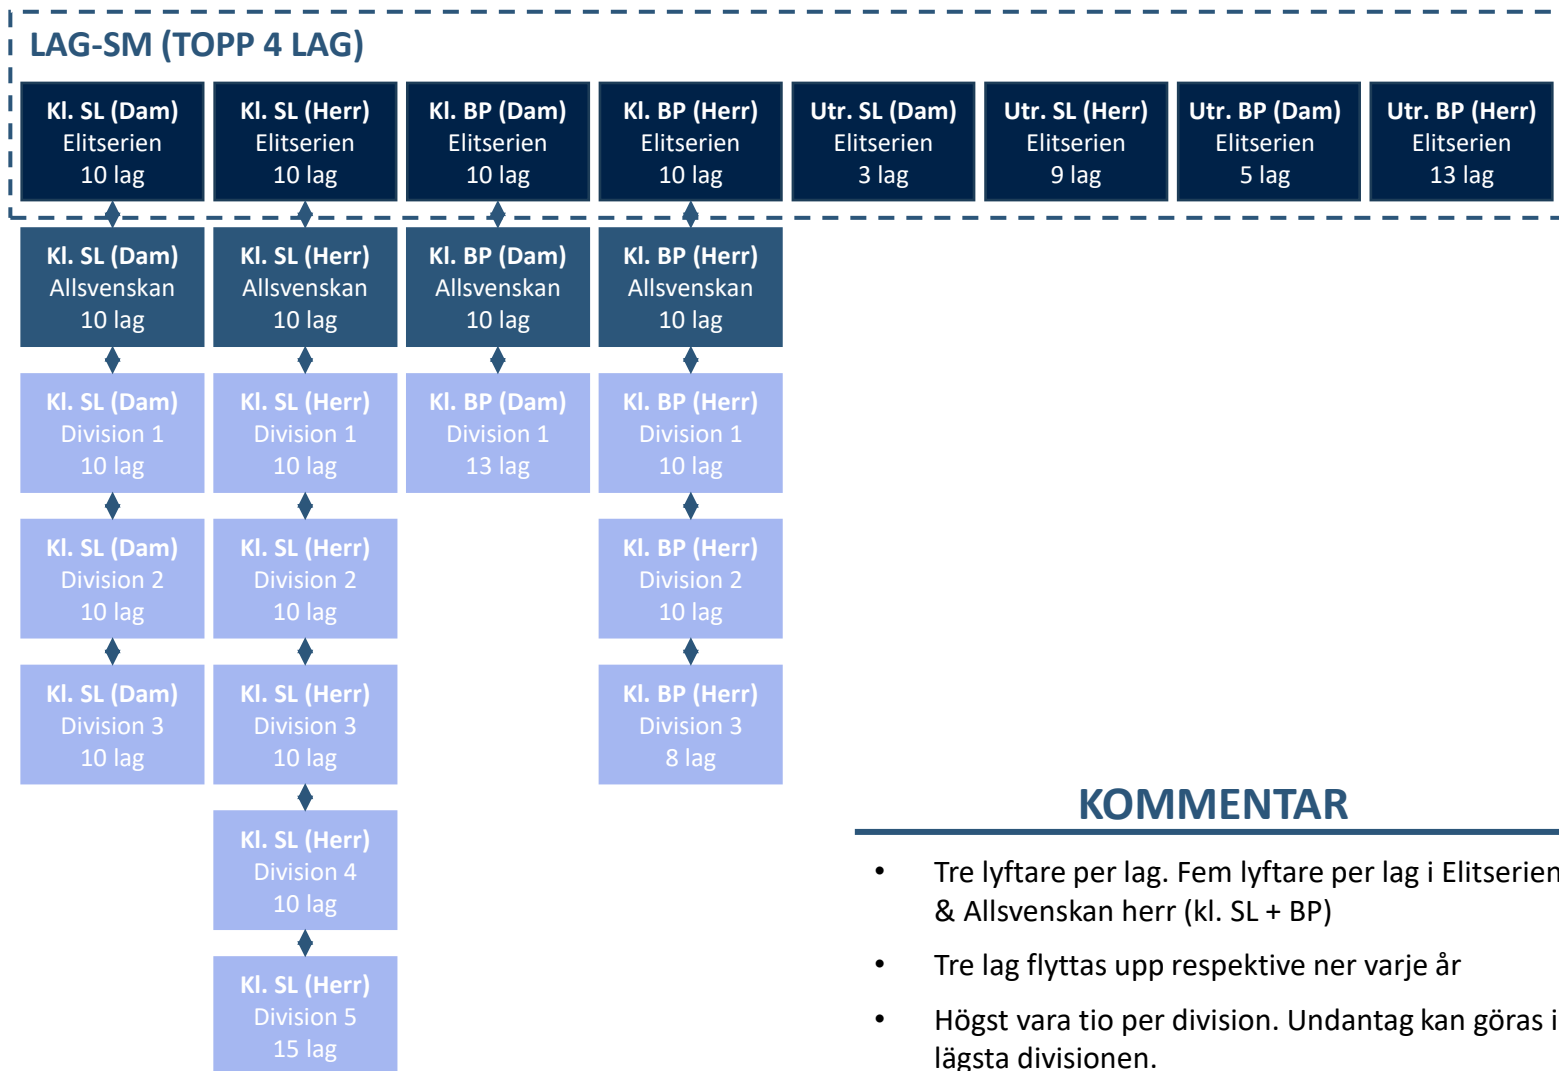 LAG-SM (TOPP 4 LAG)
Kl. SL (Dam)
Elitserien
10 lag
Kl. SL (Herr)
Elitserien
10 lag
Kl. BP (Dam)
Elitserien
10 lag
Kl. BP (Herr)
Elitserien
10 lag
Utr. SL (Dam)
Elitserien
3 lag
Utr. SL (Herr)
Elitserien
9 lag
Utr. BP (Dam)
Elitserien
5 lag
Utr. BP (Herr)
Elitserien
13 lag
Kl. SL (Dam)
Allsvenskan
10 lag
Kl. SL (Herr)
Allsvenskan
10 lag
Kl. BP (Dam)
Allsvenskan
10 lag
Kl. BP (Herr)
Allsvenskan
10 lag
Kl. SL (Dam)
Division 1
10 lag
Kl. SL (Herr)
Division 1
10 lag
Kl. BP (Dam)
Division 1
13 lag
Kl. BP (Herr)
Division 1
10 lag
Kl. SL (Dam)
Division 2
10 lag
Kl. SL (Herr)
Division 2
10 lag
Kl. BP (Herr)
Division 2
10 lag
Kl. SL (Dam)
Division 3
10 lag
Kl. SL (Herr)
Division 3
10 lag
Kl. BP (Herr)
Division 3
8 lag
Kl. SL (Herr)
Division 4
10 lag
Kl. SL (Herr)
Division 5
15 lag
KOMMENTAR
• Tre lyftare per lag. Fem lyftare per lag i Elitserien
& Allsvenskan herr (kl. SL + BP)
• Tre lag flyttas upp respektive ner varje år
• Högst vara tio per division. Undantag kan göras i
lägsta divisionen.